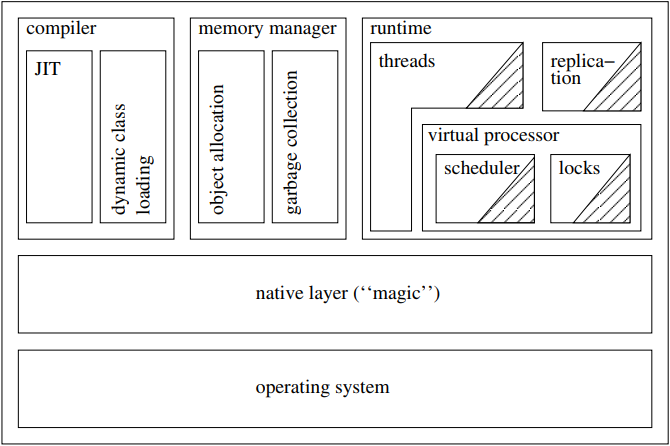 compiler
JIT
dynamic class
loading
memory manager
object allocation
garbage collection
runtime
threads
replica−
tion
virtual processor
scheduler
locks
native layer (‘‘magic’’)
operating system